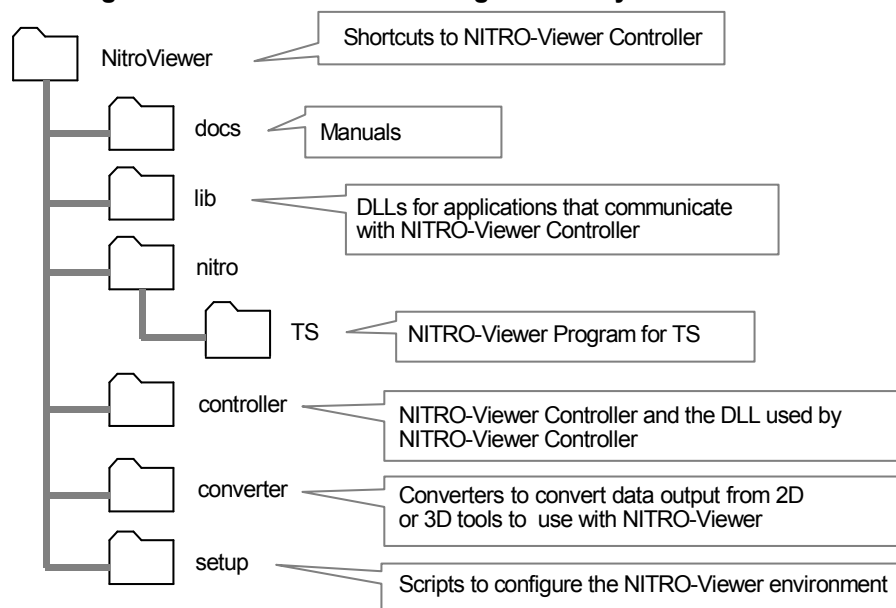 NitroViewer
Shortcuts to NITRO-Viewer Controller
docs
Manuals
lib
DLLs for applications that communicate
with NITRO-Viewer Controller
nitro
TS
NITRO-Viewer Program for TS
controller
NITRO-Viewer Controller and the DLL used by
NITRO-Viewer Controller
converter
Converters to convert data output from 2D
or 3D tools to use with NITRO-Viewer
setup
Scripts to configure the NITRO-Viewer environment